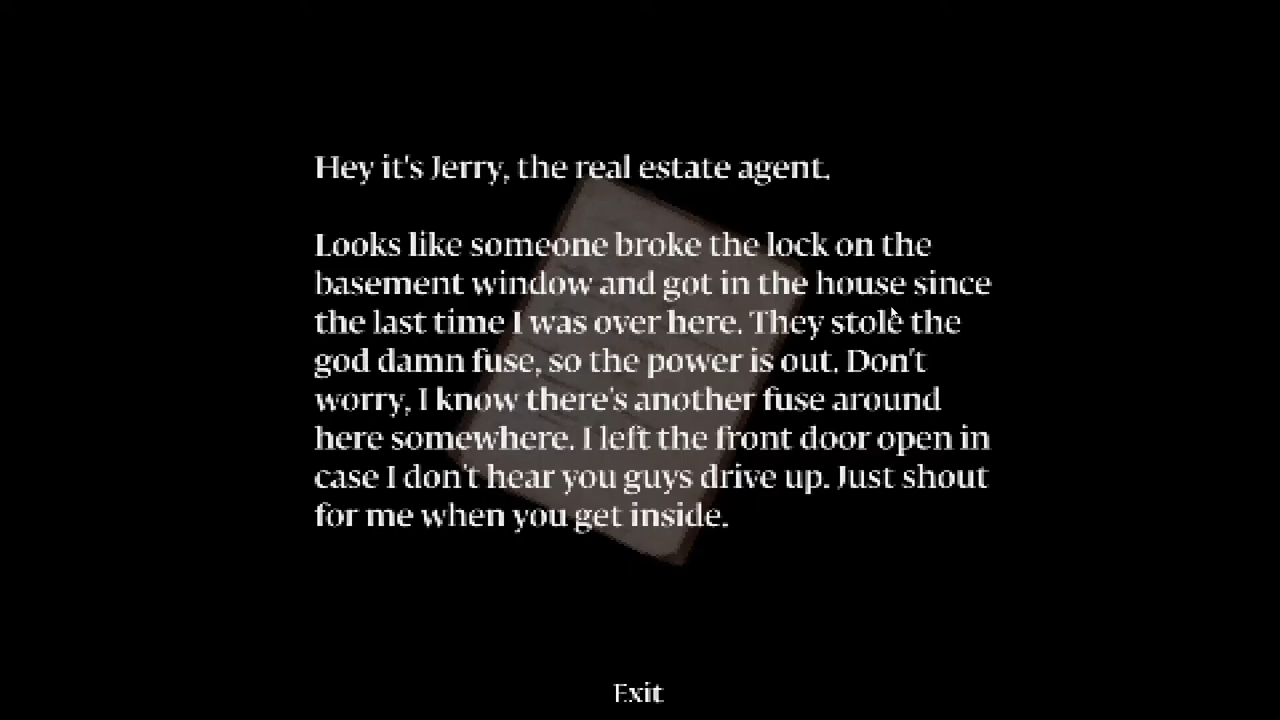 Hey it's Jerry, the real estate agent.
Looks like someone broke the lock on the
basement window and got in the house since
the last time I was over here. They stole the
god damn fuse, so the power is out. Don't
worry, I know there's another fuse around
here somewhere. I left the front door open in
case I don't hear you guys drive up. Just shout
for me when you get inside.
Exit